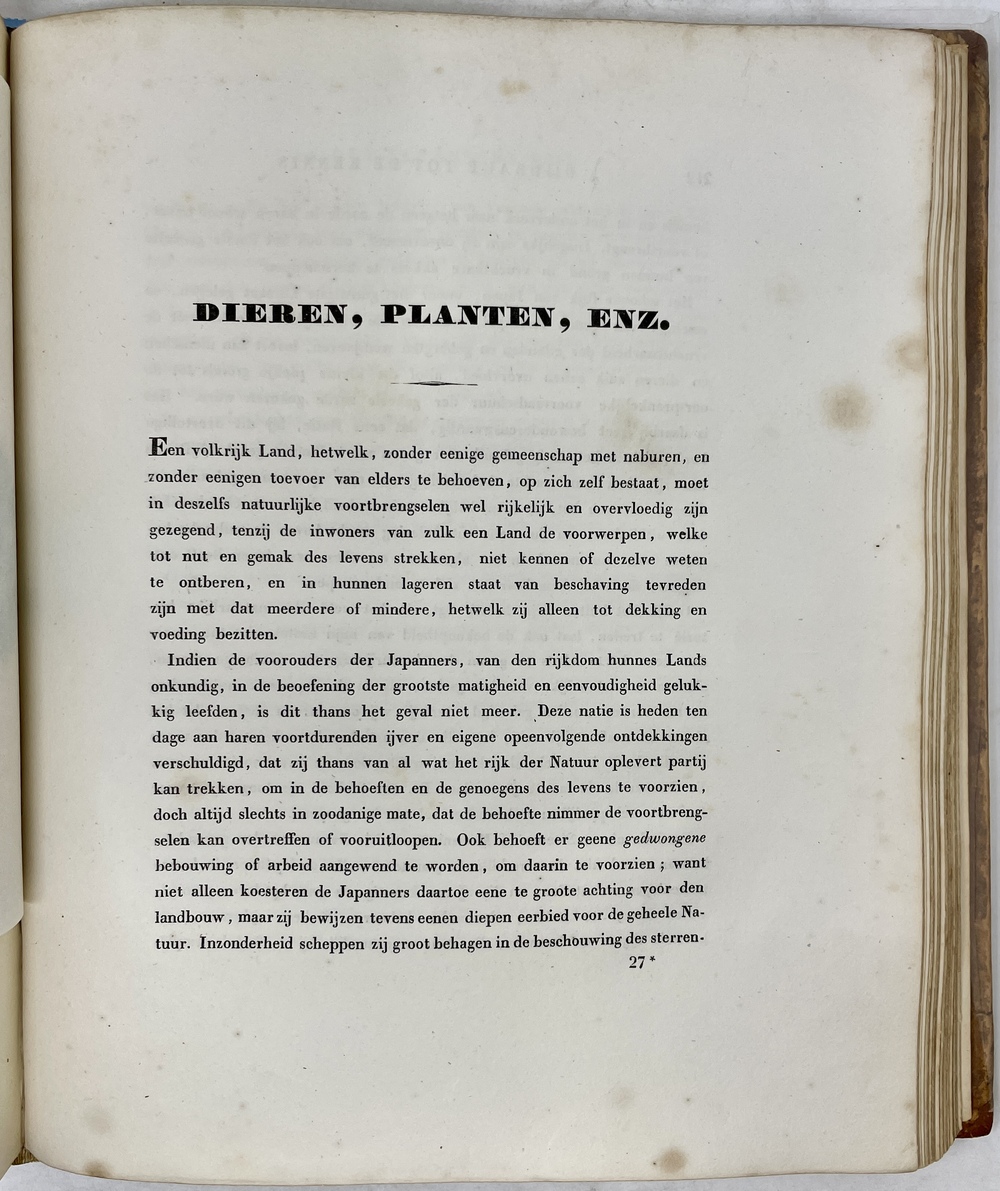 DIEREN, PLANTEN, ENZ.
Een volkrijk Land, hetwelk, zonder eenige gemeenschap met naburen, en
zonder eenigen toevoer van elders te behoeven, op zich zelf bestaat, moet
in deszelfs natuurlijke voortbrengselen wel rijkelijk en overvloedig zijn
gezegend, tenzij de inwoners van zulk een Land de voorwerpen, welke
tot nut en gemak des levens strekken, niet kennen of dezelve weten
te ontberen, en in hunnen lageren staat van beschaving tevreden
zijn met dat meerdere of mindere, hetwelk zij alleen tot dekking en
voeding bezitten.
Indien de voorouders der Japanners, van den rijkdom hunnes Lands
onkundig, in de beoefening der grootste matigheid en eenvoudigheid geluk-
kig leefden, is dit thans het geval niet meer. Deze natie is heden ten
dage aan haren voortdurenden ijver en eigene opeenvolgende ontdekkingen
verschuldigd, dat zij thans van al wat het rijk der Natuur oplevert partij
kan trekken, om in de behoeften en de genoegens des levens te voorzien,
doch altijd slechts in zoodanige mate, dat de behoefte nimmer de voortbreng-
selen kan overtreffen of vooruitloopen. Ook behoeft er geene gedwongene
bebouwing of arbeid aangewend te worden, om daarin te voorzien; want
niet alleen koesteren de Japanners daartoe eene te groote achting voor den
landbouw, maar zij bewijzen tevens eenen diepen eerbied voor de geheele Na-
tuur. Inzonderheid scheppen zij groot behagen in de beschouwing des sterren-
27*